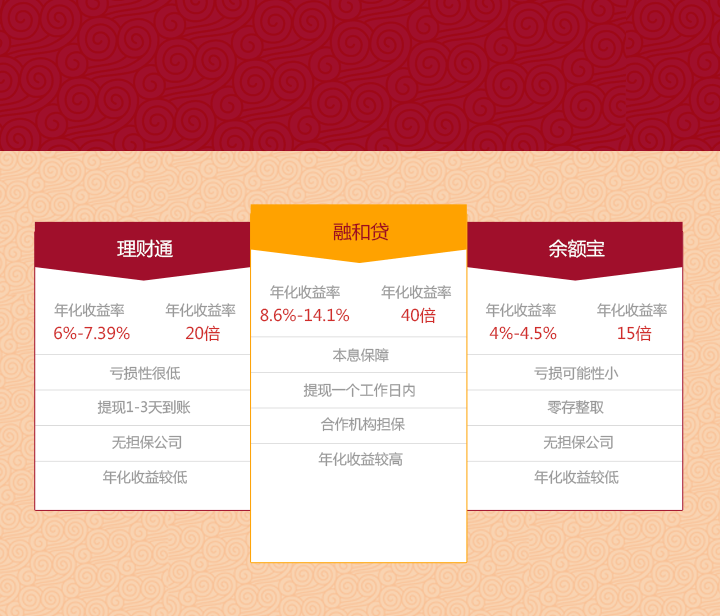 理财通
年化收益率 年化收益率
6%-7.39% 20倍
亏损性很低
提现1-3天到账
无担保公司
年化收益较低
融和贷
年化收益率 年化收益率
8.6%-14.1% 40倍
本息保障
提现一个工作日内
合作机构担保
年化收益较高
余额宝
年化收益率 年化收益率
4%-4.5% 15倍
亏损可能性小
零存整取
无担保公司
年化收益较低